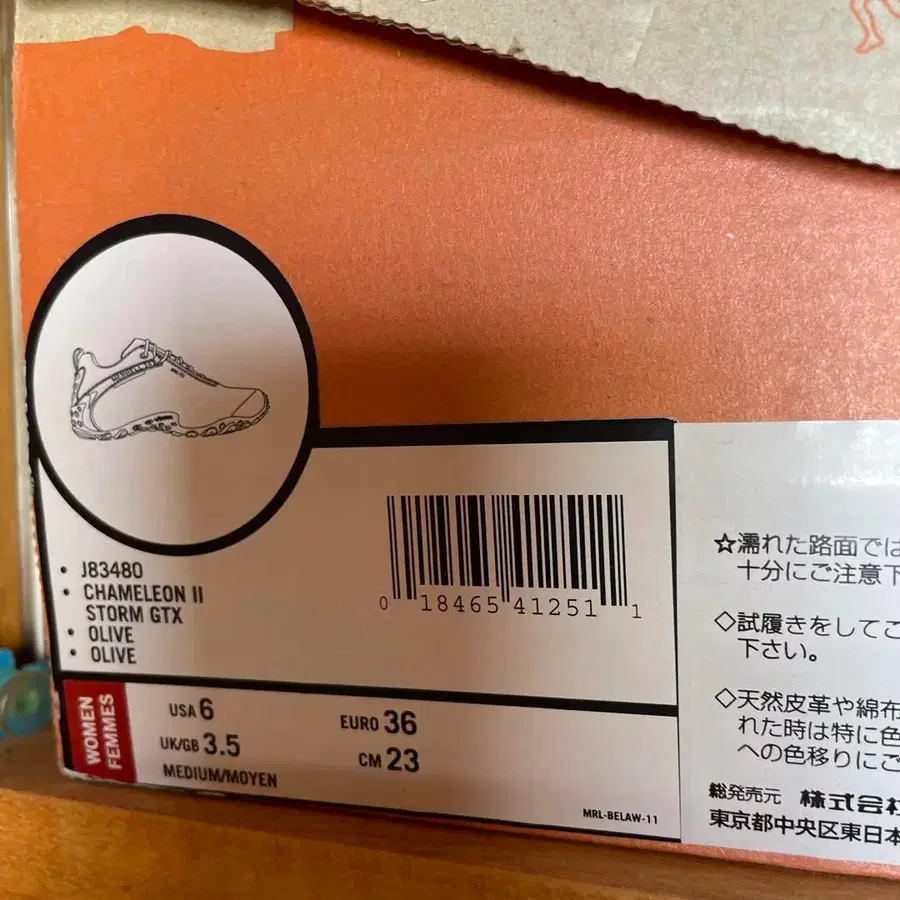 J83480
CHAMELEON II
STORM GTX
OLIVE
OLIVE
0 18465 41251 1
WOMEN
FEMMES
USA 6
EURO 36
UK/GB 3.5
CM 23
MEDIUM/MOYEN
MRL-BELAW-11
☆濡れた路面では
十分にご注意下
◇試履きをしてご
下さい。
◇天然皮革や綿布
れた時は特に色
への色移りにご
総発売元 株式会社
東京都中央区東日本